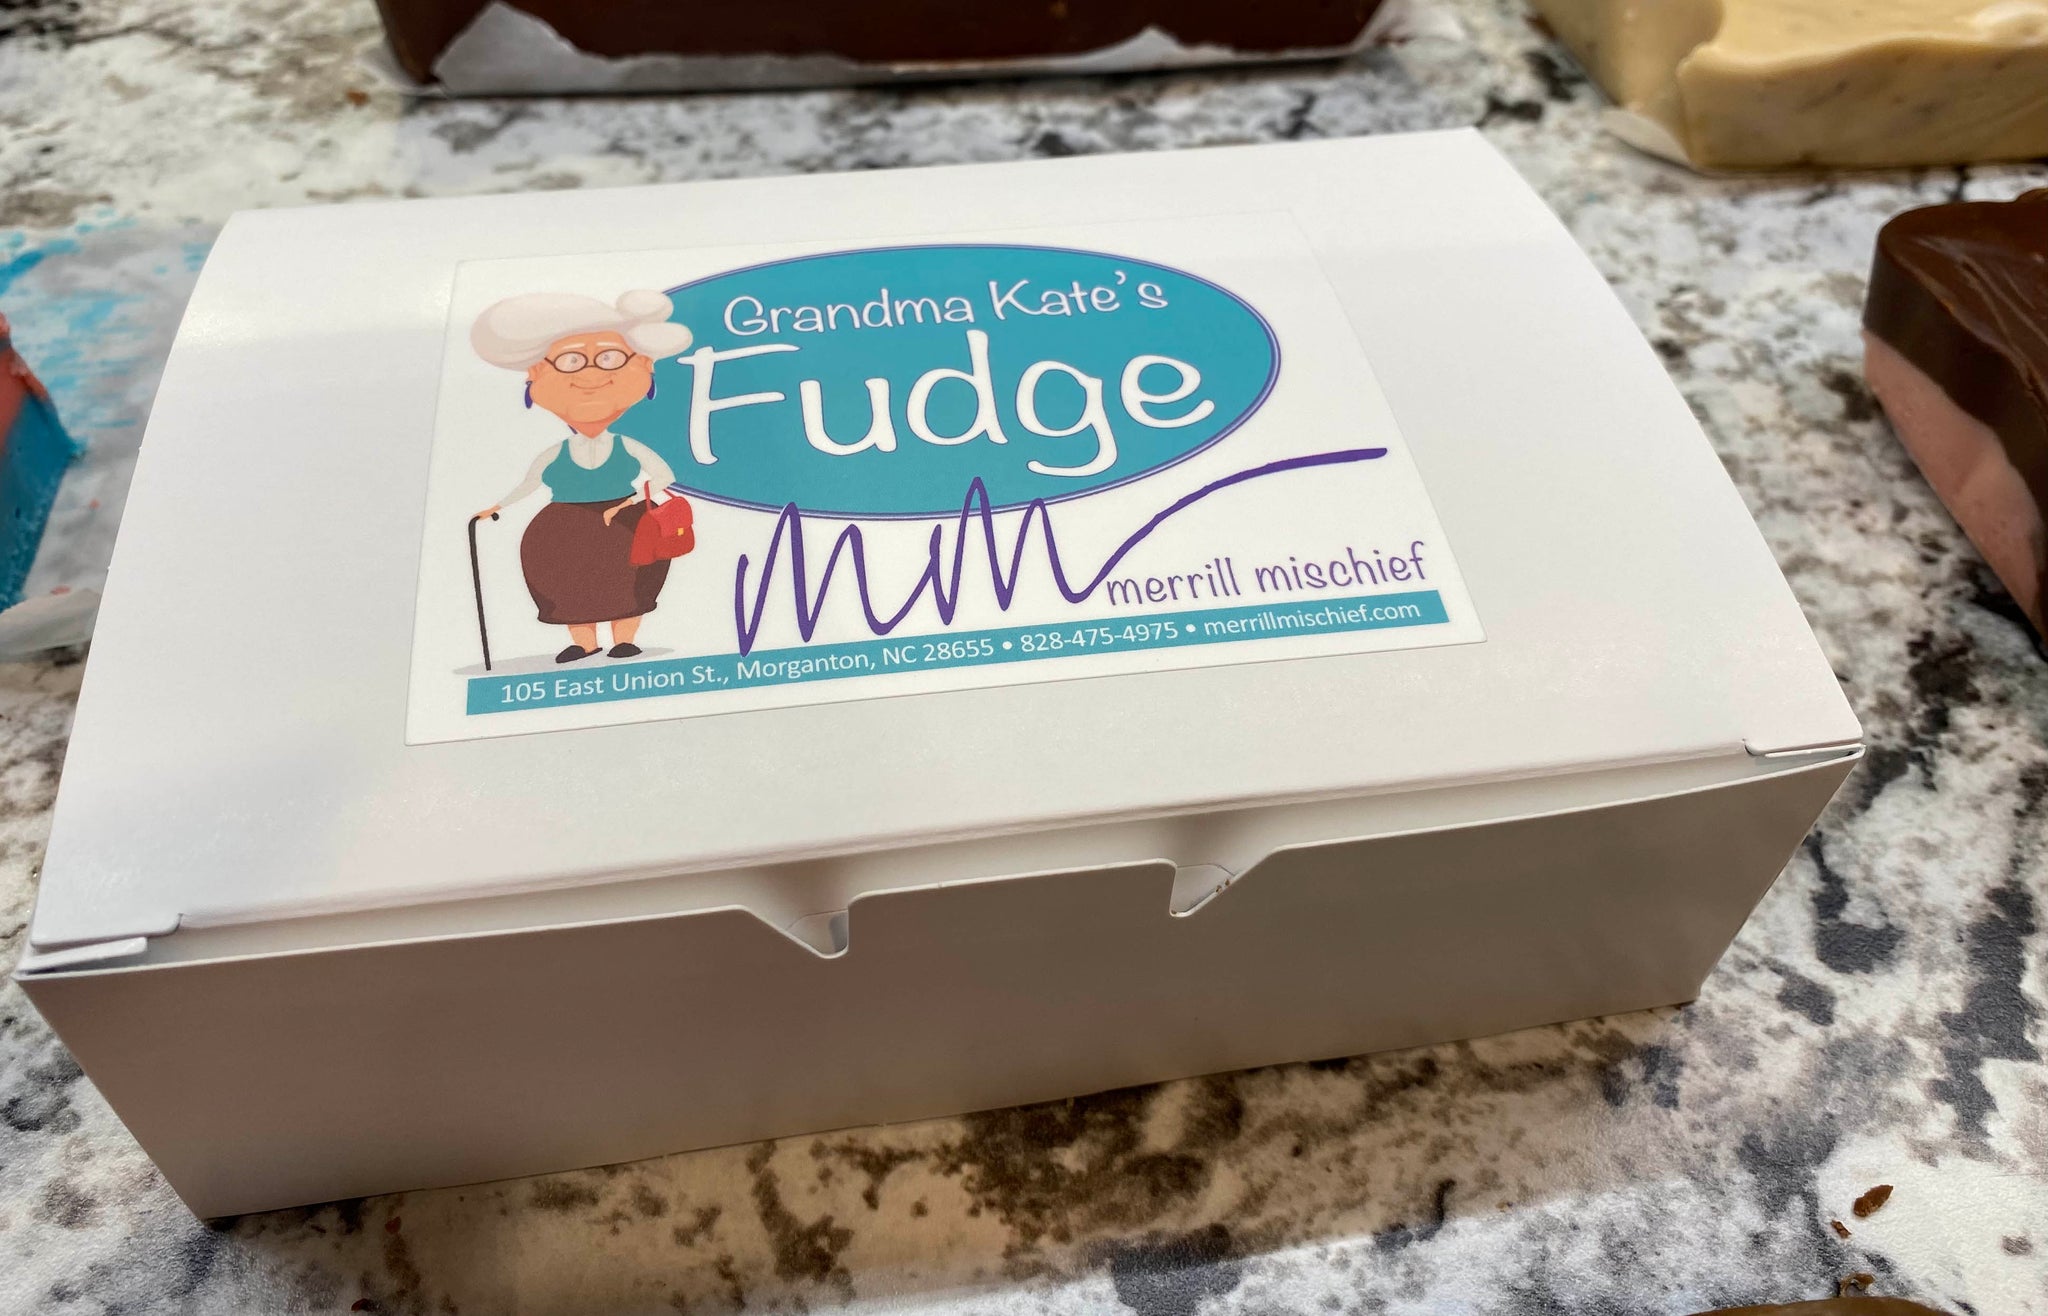 Grandma Kate's
Fudge
mm
merrill mischief
105 East Union St., Morganton, NC 28655 • 828-475-4975 • merrillmischief.com